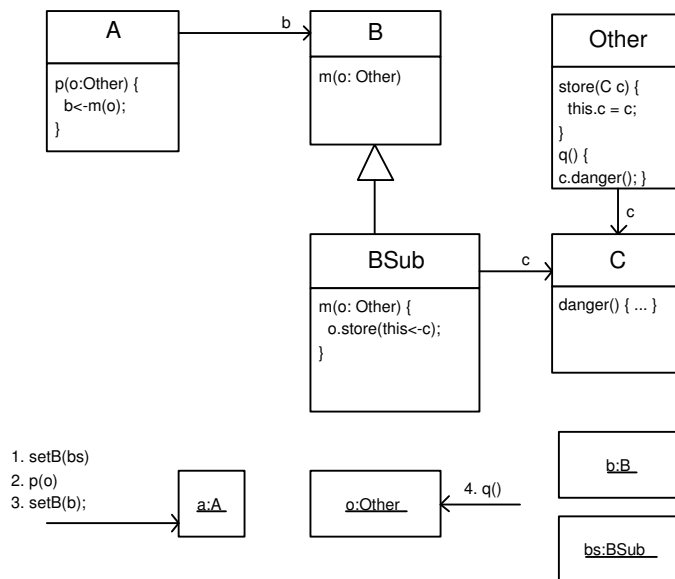 A
p(o:Other) {
b<-m(o);
}
b
B
m(o: Other)
Other
store(C c) {
this.c = c;
}
q() {
c.danger(); }
c
BSub
m(o: Other) {
o.store(this<-c);
}
c
C
danger() { ... }
1. setB(bs)
2. p(o)
3. setB(b);
a:A
o:Other
4. q()
b:B
bs:BSub